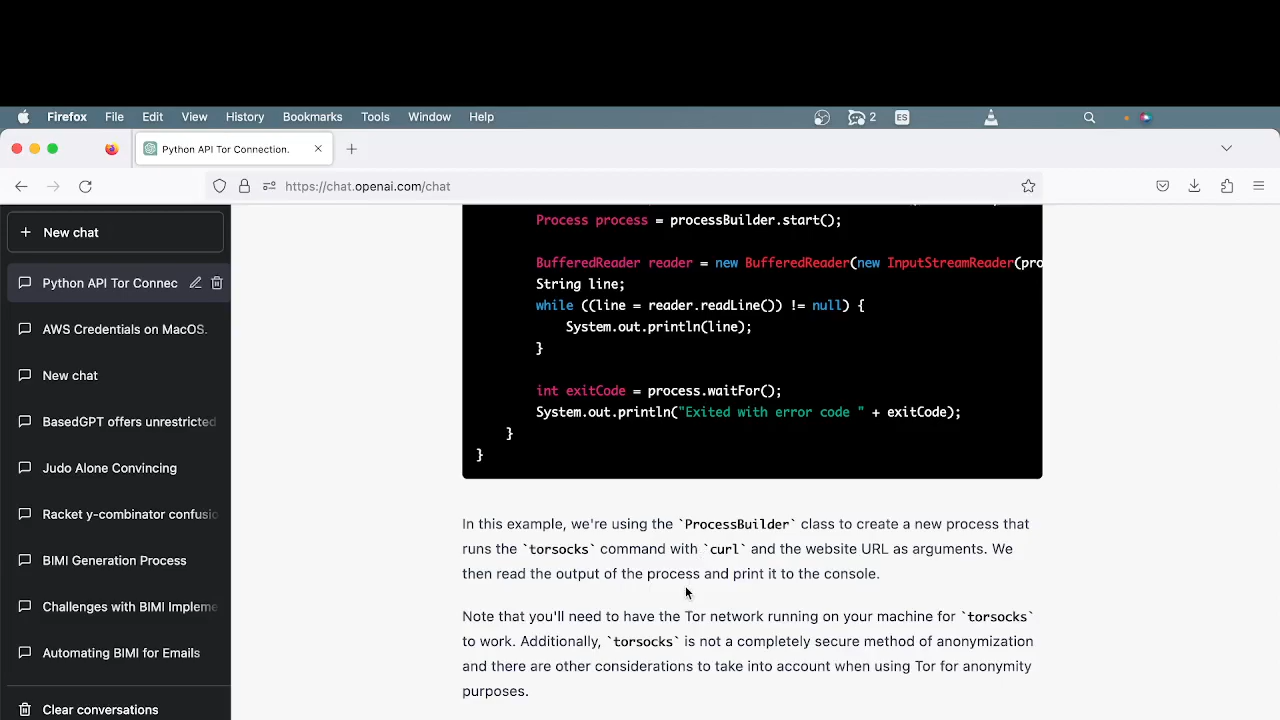 Firefox File Edit View History Bookmarks Tools Window Help 2 ES
Python API Tor Connection.
https://chat.openai.com/chat
New chat
Python API Tor Connec
AWS Credentials on MacOS.
New chat
BasedGPT offers unrestricted
Judo Alone Convincing
Racket y-combinator confusio
BIMI Generation Process
Challenges with BIMI Impleme
Automating BIMI for Emails
Clear conversations
Process process = processBuilder.start();
BufferedReader reader = new BufferedReader(new InputStreamReader(pro
String line;
while ((line = reader.readLine()) != null) {
System.out.println(line);
}
int exitCode = process.waitFor();
System.out.println("Exited with error code " + exitCode);
}
}
In this example, we're using the `ProcessBuilder` class to create a new process that
runs the `torsocks` command with `curl` and the website URL as arguments. We
then read the output of the process and print it to the console.
Note that you'll need to have the Tor network running on your machine for `torsocks`
to work. Additionally, `torsocks` is not a completely secure method of anonymization
and there are other considerations to take into account when using Tor for anonymity
purposes.